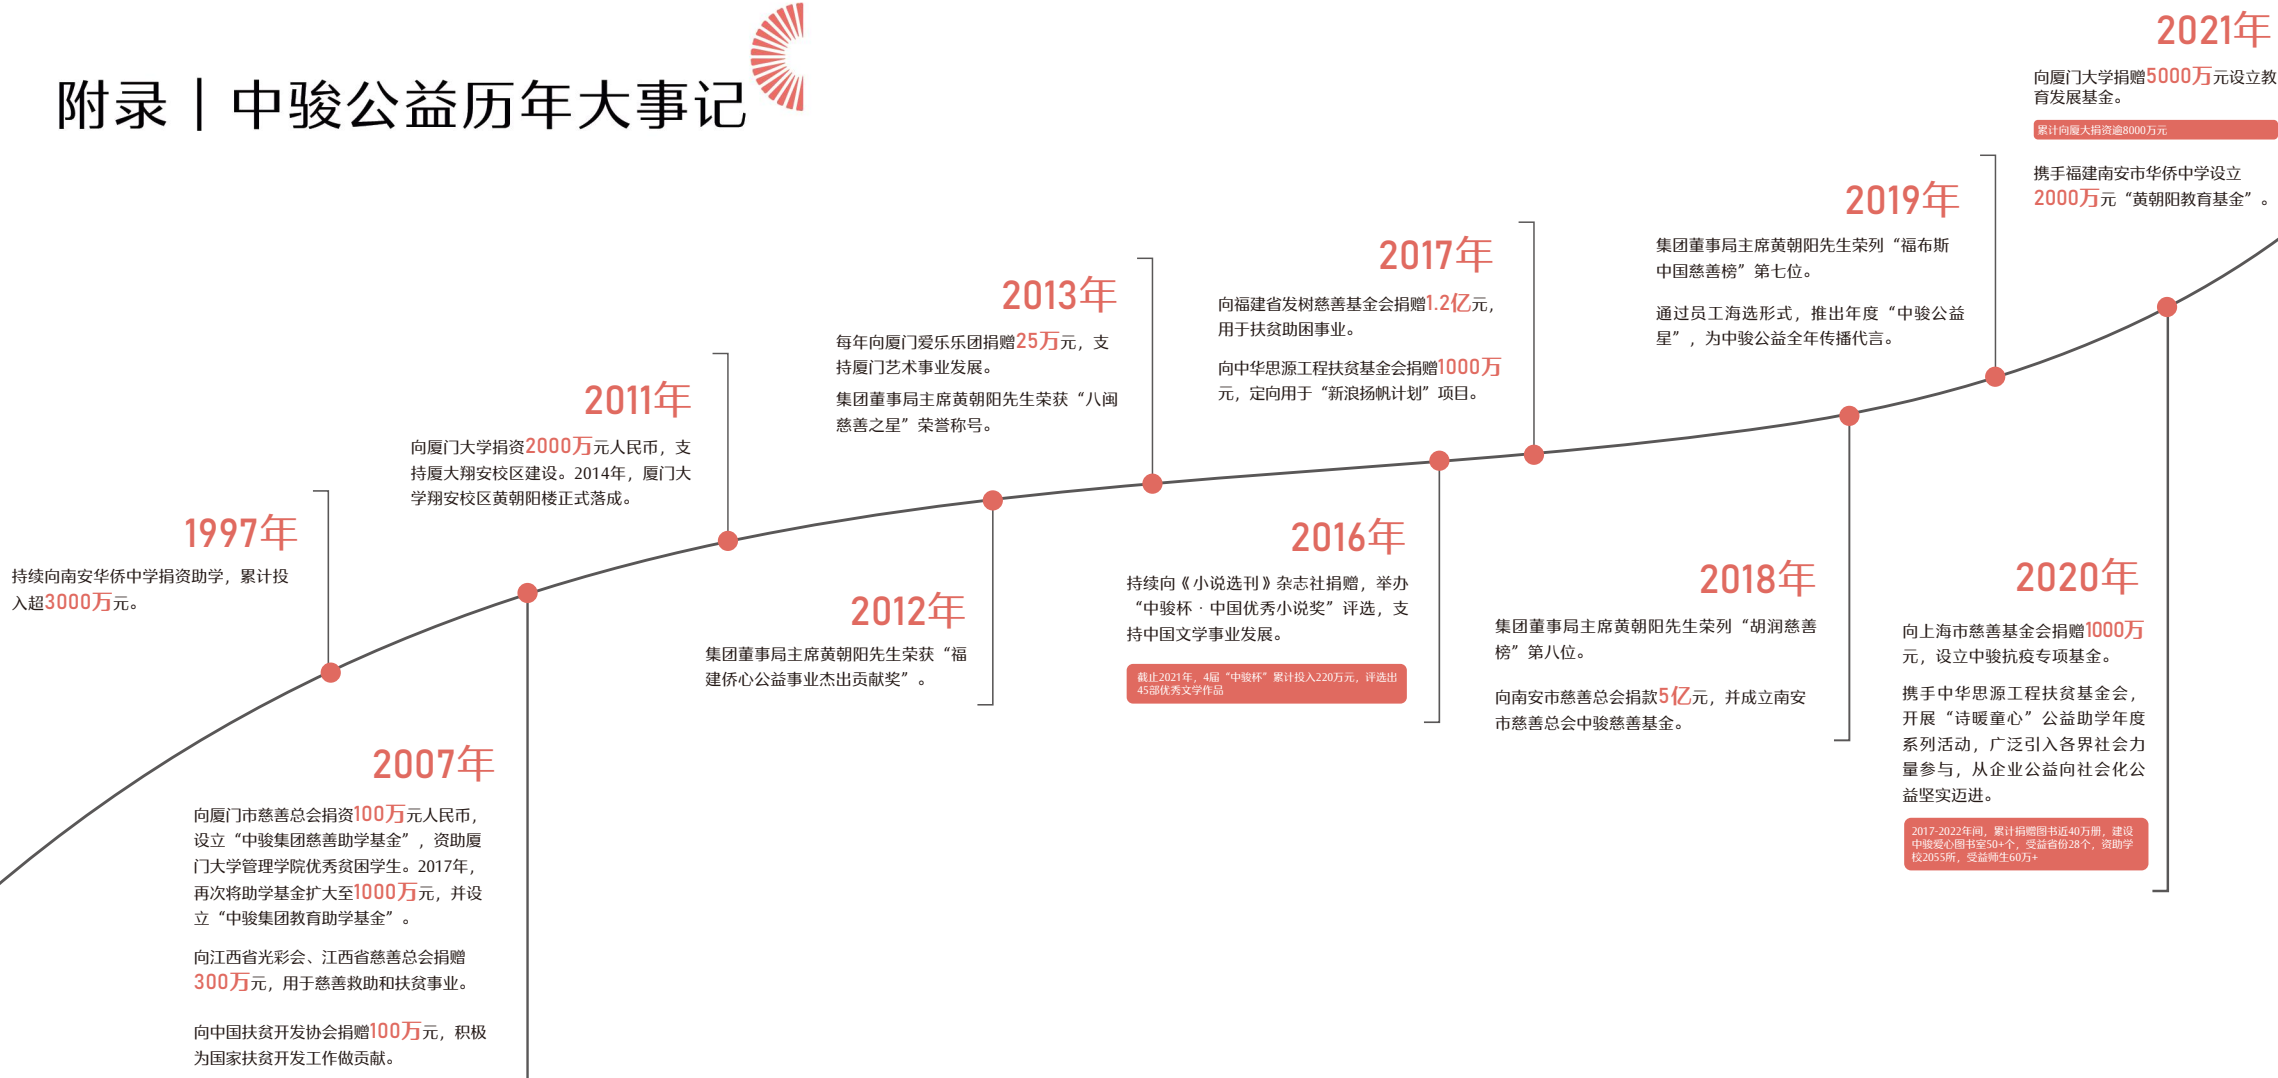 附录｜中骏公益历年大事记
1997年
持续向南安华侨中学捐资助学，累计投
入超3000万元。
2007年
向厦门市慈善总会捐资100万元人民币，
设立“中骏集团慈善助学基金”，资助厦
门大学管理学院优秀贫困学生。2017年，
再次将助学基金扩大至1000万元，并设
立“中骏集团教育助学基金”。
向江西省光彩会、江西省慈善总会捐赠
300万元，用于慈善救助和扶贫事业。
向中国扶贫开发协会捐赠100万元，积极
为国家扶贫开发工作做贡献。
2011年
向厦门大学捐资2000万元人民币，支
持厦大翔安校区建设。2014年，厦门大
学翔安校区黄朝阳楼正式落成。
2012年
集团董事局主席黄朝阳先生荣获“福
建侨心公益事业杰出贡献奖”。
2013年
每年向厦门爱乐乐团捐赠25万元，支
持厦门艺术事业发展。
集团董事局主席黄朝阳先生荣获“八闽
慈善之星”荣誉称号。
2016年
持续向《小说选刊》杂志社捐赠，举办
“中骏杯·中国优秀小说奖”评选，支
持中国文学事业发展。
截止2021年，4届“中骏杯”累计投入220万元，评选出
45部优秀文学作品
2017年
向福建省发树慈善基金会捐赠1.2亿元，
用于扶贫助困事业。
向中华思源工程扶贫基金会捐赠1000万
元，定向用于“新浪扬帆计划”项目。
2018年
集团董事局主席黄朝阳先生荣列“胡润慈善
榜”第八位。
向南安市慈善总会捐款5亿元，并成立南安
市慈善总会中骏慈善基金。
2019年
集团董事局主席黄朝阳先生荣列“福布斯
中国慈善榜”第七位。
通过员工海选形式，推出年度“中骏公益
星”，为中骏公益全年传播代言。
2020年
向上海市慈善基金会捐赠1000万
元，设立中骏抗疫专项基金。
携手中华思源工程扶贫基金会，
开展“诗暖童心”公益助学年度
系列活动，广泛引入各界社会力
量参与，从企业公益向社会化公
益坚实迈进。
2017-2022年间，累计捐赠图书近40万册，建设
中骏爱心图书室50+个，受益省份28个，资助学
校2055所，受益师生60万+
2021年
向厦门大学捐赠5000万元设立教
育发展基金。
累计向厦大捐资逾8000万元
携手福建南安市华侨中学设立
2000万元“黄朝阳教育基金”。